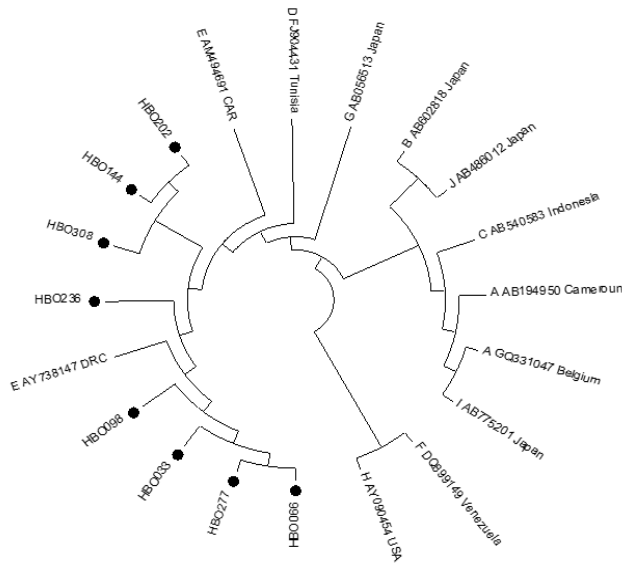 D FJ904431 Tunisia
G AB056513 Japan
B AB602818 Japan
J AB486012 Japan
C AB540583 Indonesia
A AB194950 Cameroun
A GQ331047 Belgium
I AB775201 Japan
F DQ899149 Venezuela
H AY090454 USA
HBO066
HBO277
HBO033
HBO098
E AY738147 DRC
HBO236
HBO308
HBO144
HBO202
E AM494691 CAR